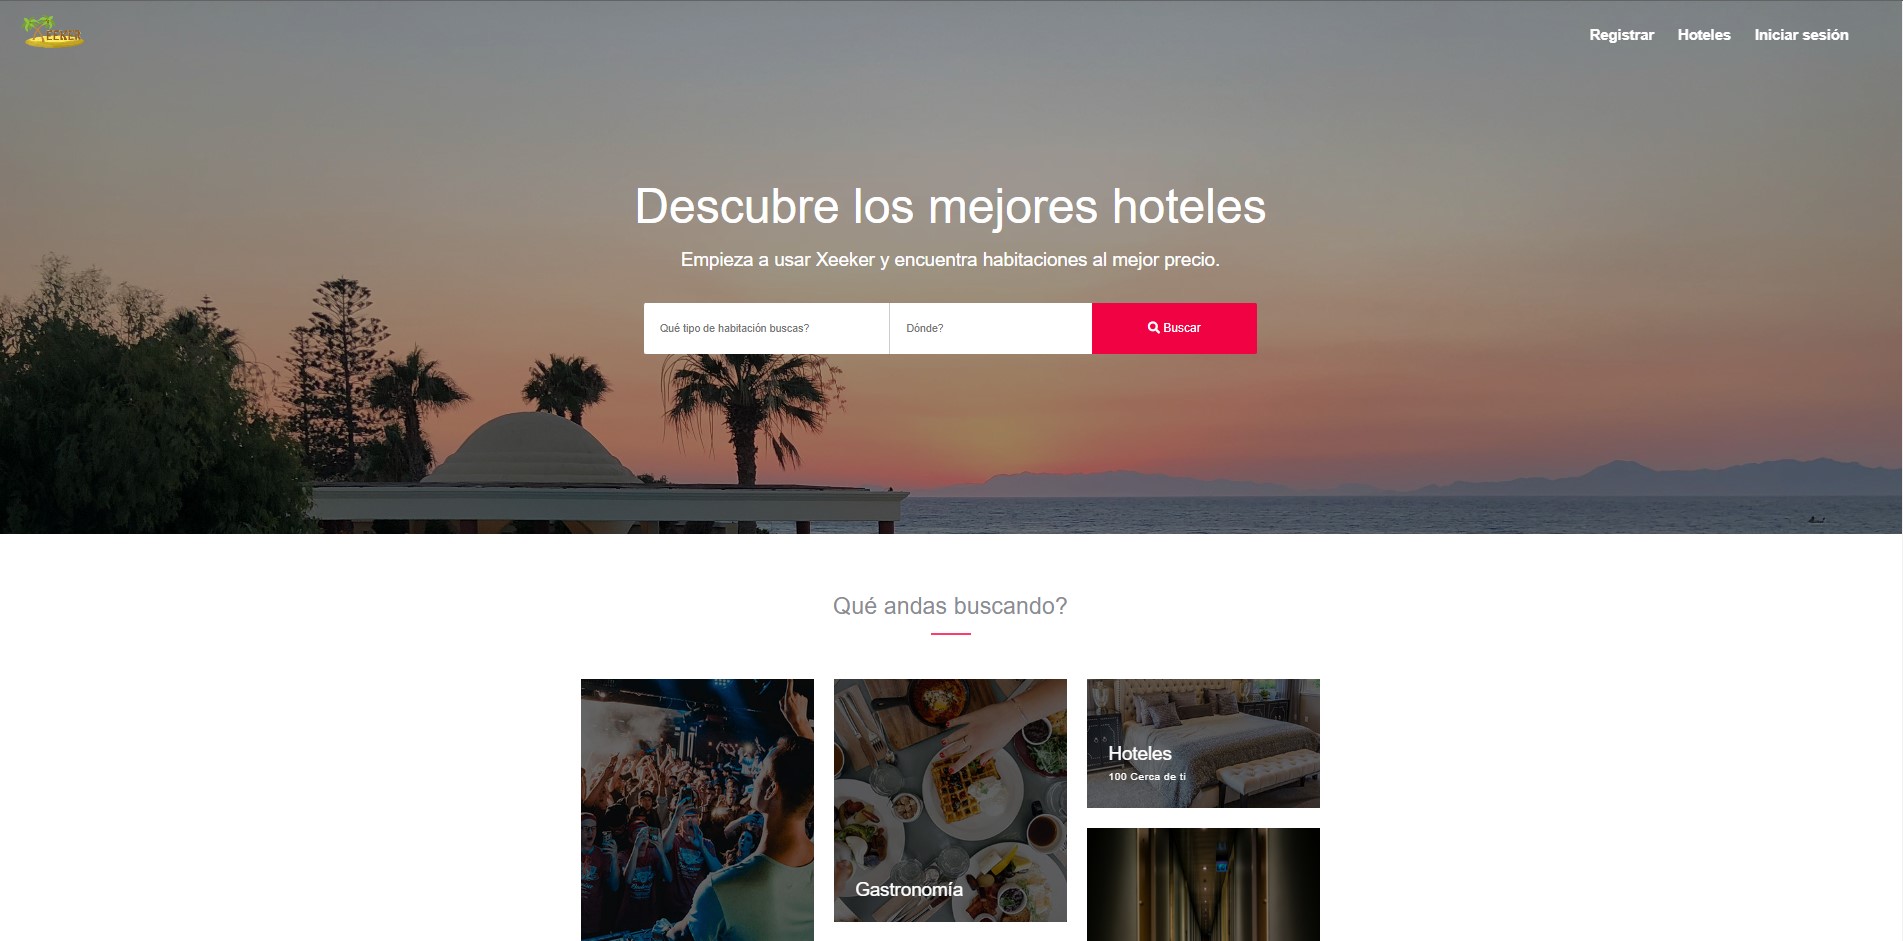 Xeeker
Registrar Hoteles Iniciar sesión
Descubre los mejores hoteles
Empieza a usar Xeeker y encuentra habitaciones al mejor precio.
Qué tipo de habitación buscas? Dónde? Buscar
Qué andas buscando?
Hoteles
100 Cerca de ti
Gastronomía